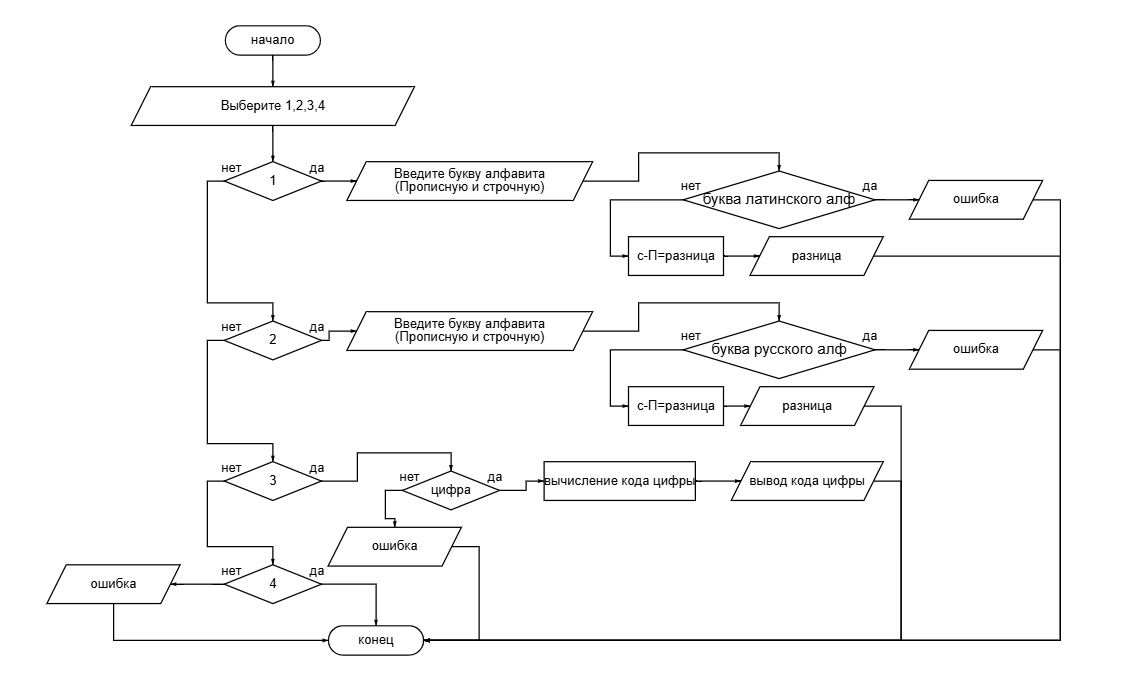 начало
Выберите 1,2,3,4
нет
1
да
Введите букву алфавита
(Прописную и строчную)
нет
буква латинского алф
да
ошибка
с-П=разница
разница
нет
2
да
Введите букву алфавита
(Прописную и строчную)
нет
буква русского алф
да
ошибка
с-П=разница
разница
нет
3
да
нет
цифра
да
вычисление кода цифры
вывод кода цифры
ошибка
ошибка
нет
4
да
конец